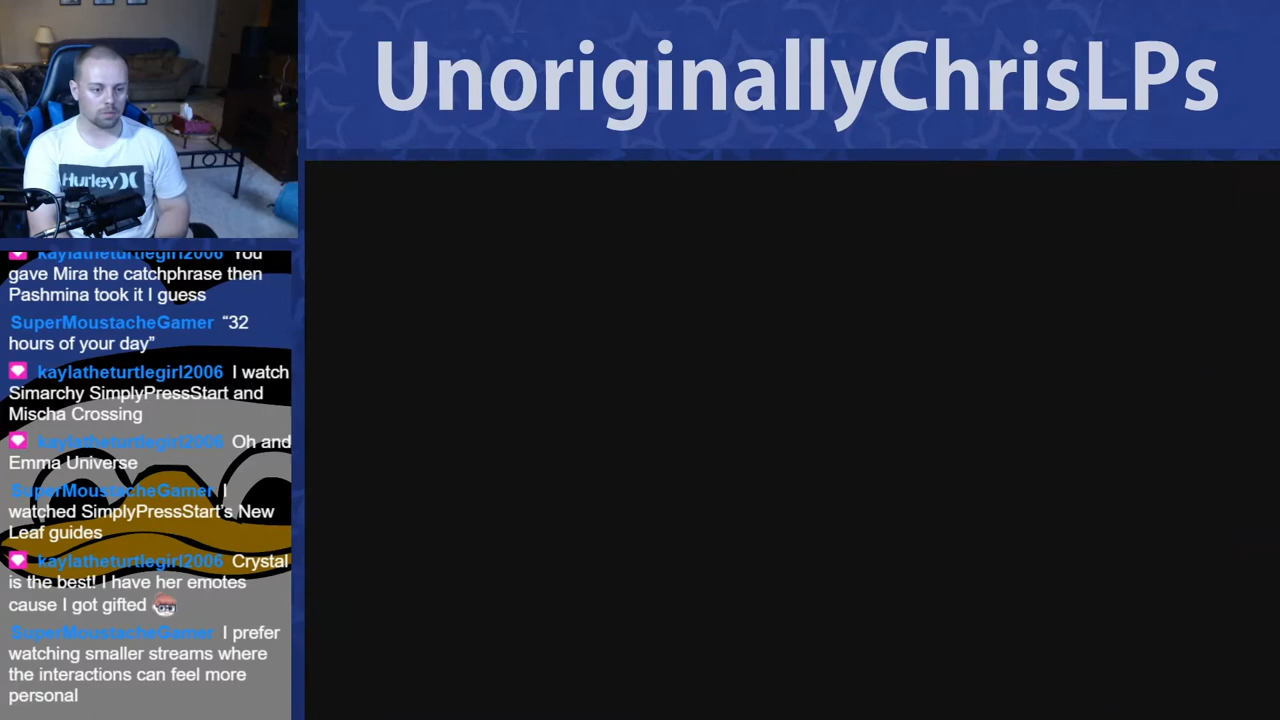 UnoriginallyChrisLPs
Hurley
kaylatheturtlegirl2006 You
gave Mira the catchphrase then
Pashmina took it I guess
SuperMoustacheGamer “32
hours of your day”
kaylatheturtlegirl2006 I watch
Simarchy SimplyPressStart and
Mischa Crossing
kaylatheturtlegirl2006 Oh and
Emma Universe
SuperMoustacheGamer I
watched SimplyPressStart’s New
Leaf guides
kaylatheturtlegirl2006 Crystal
is the best! I have her emotes
cause I got gifted
SuperMoustacheGamer I prefer
watching smaller streams where
the interactions can feel more
personal